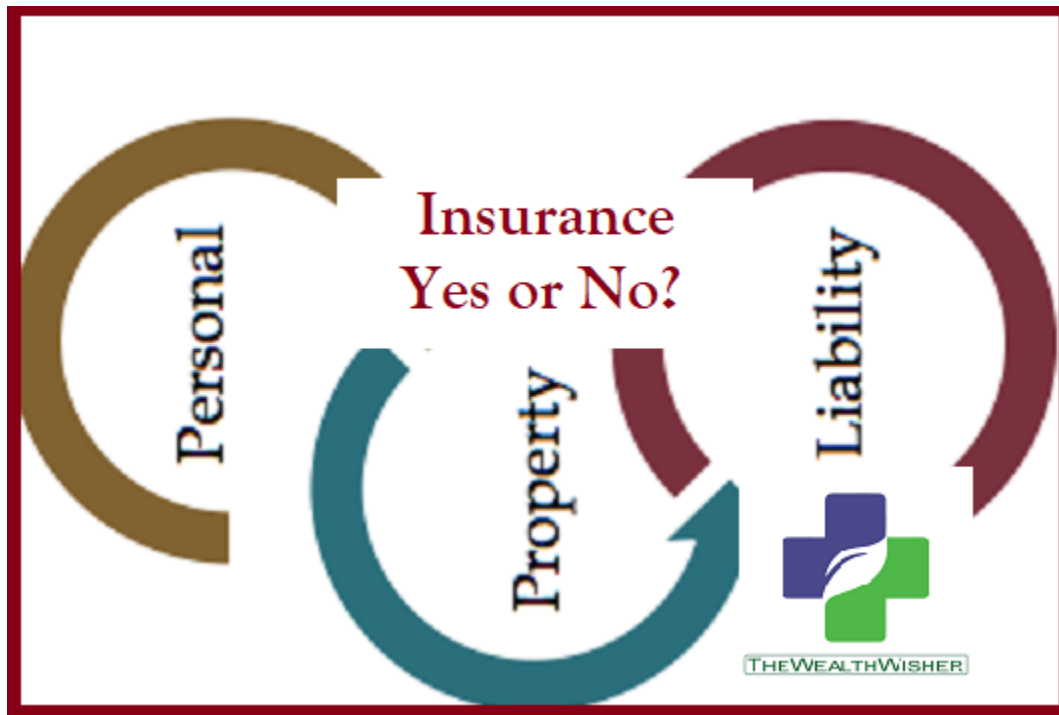 Insurance
Yes or No?
Personal
Property
Liability
TheWealthWisher